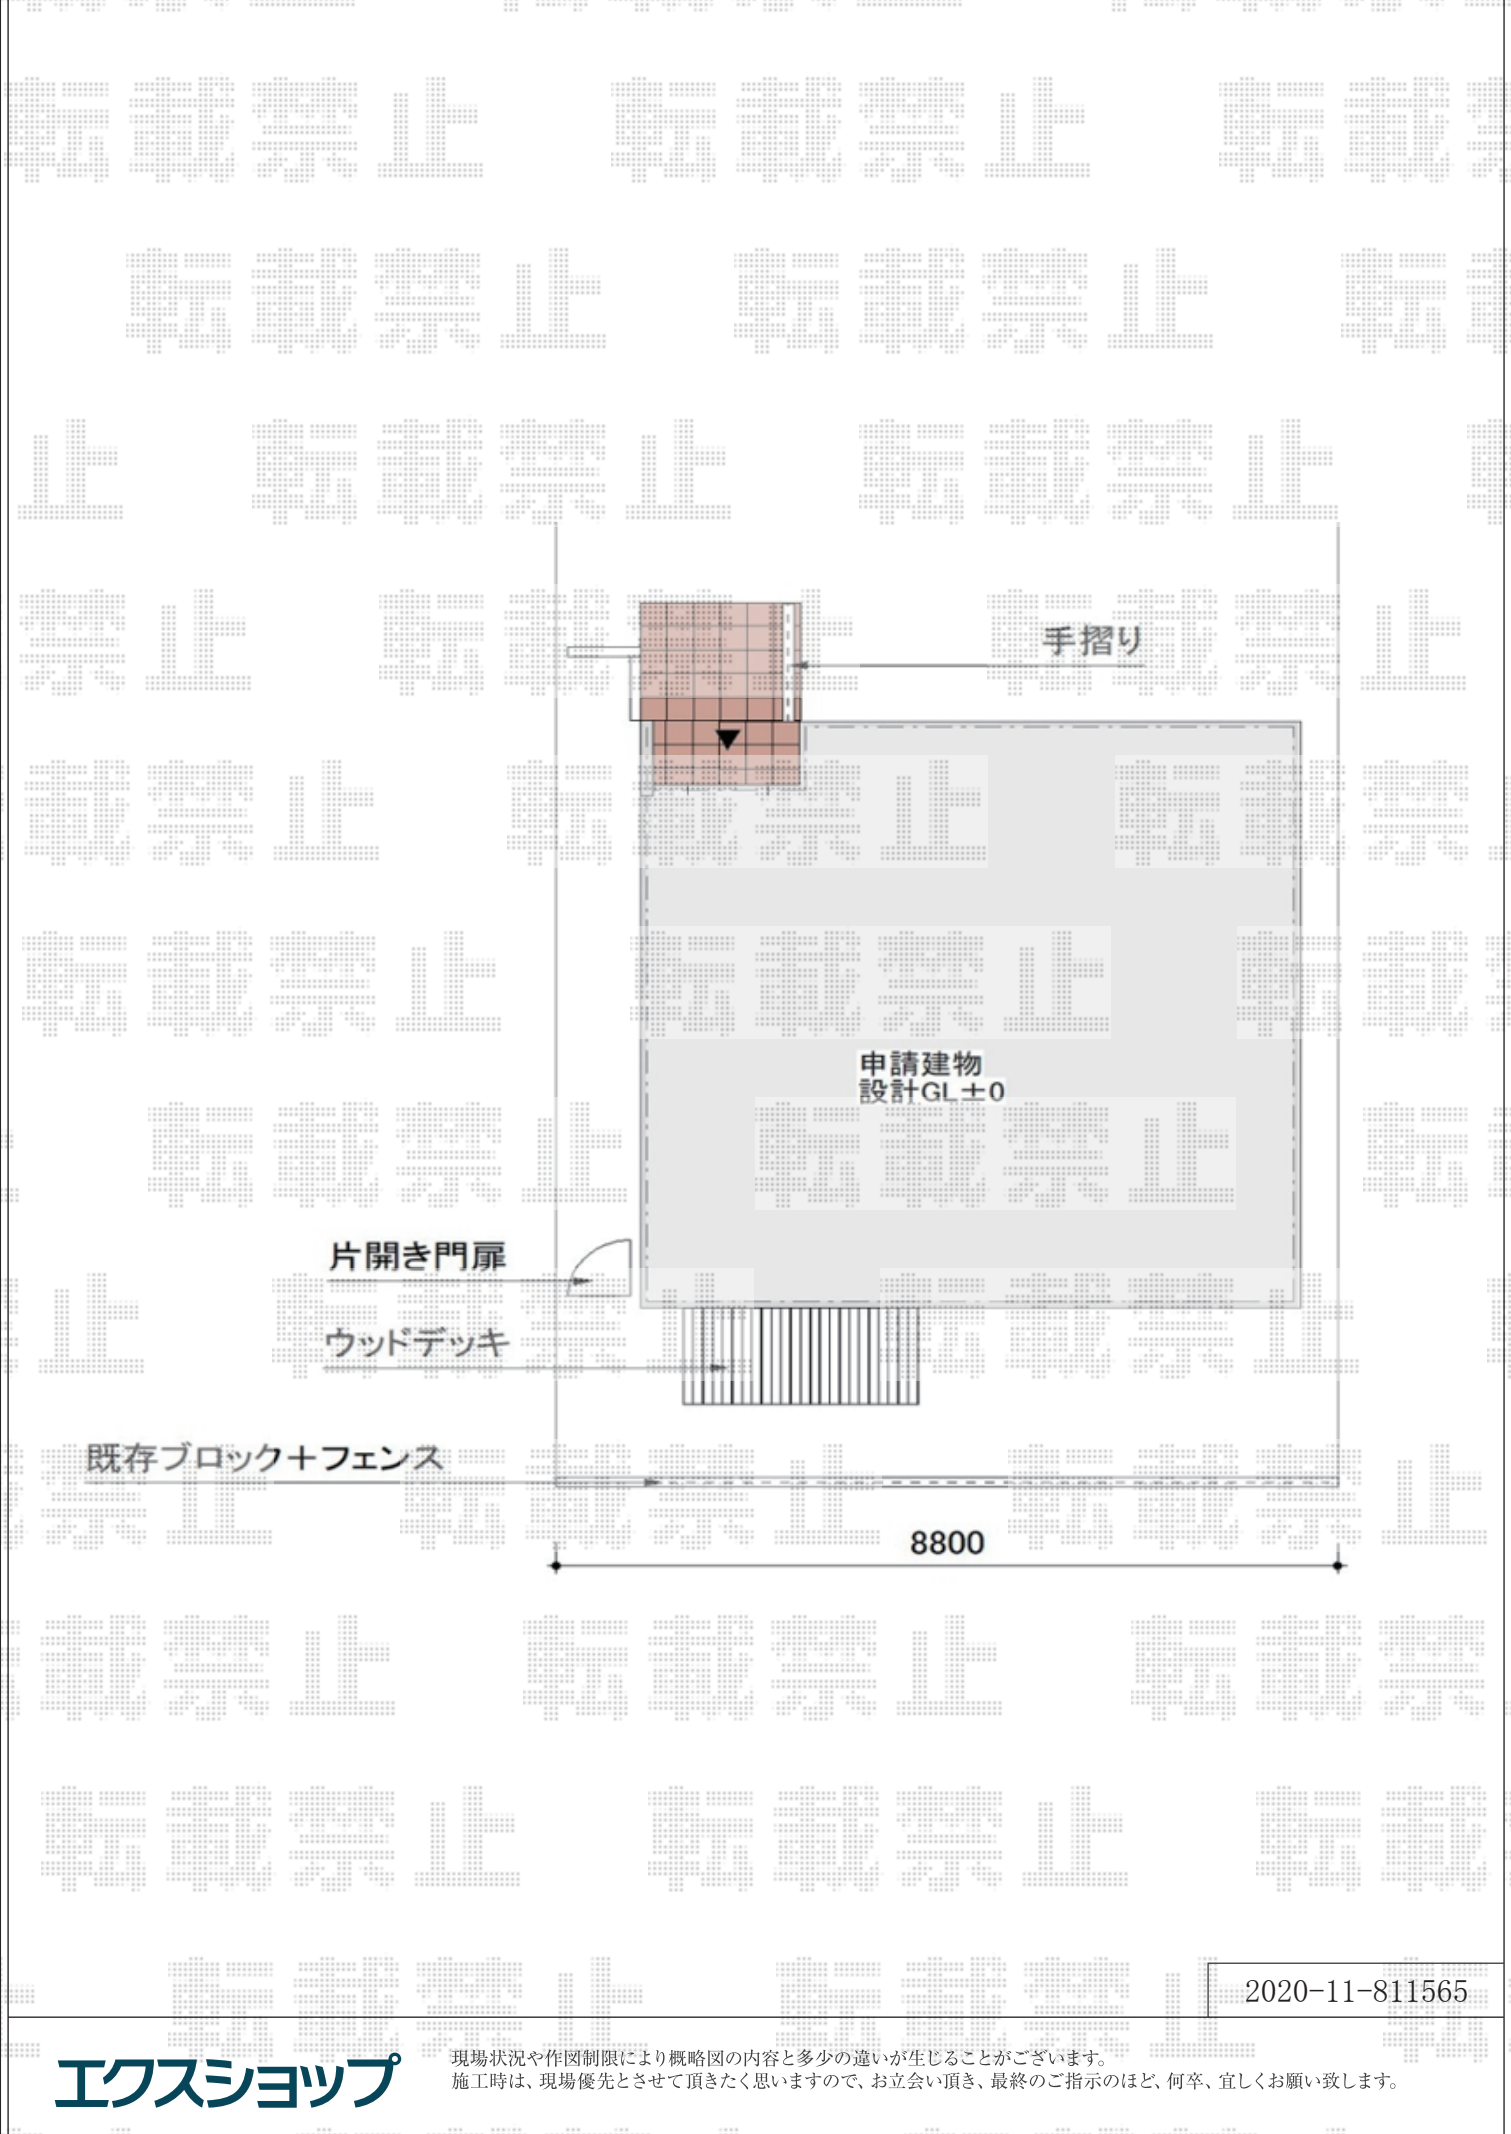 転載禁止
手摺り
申請建物
設計GL±0
片開き門扉
ウッドデッキ
既存ブロック＋フェンス
8800
2020-11-811565
エクスショップ
現場状況や作図制限により概略図の内容と多少の違いが生じることがございます。
施工時は、現場優先とさせて頂きたく思いますので、お立会い頂き、最終のご指示のほど、何卒、宜しくお願い致します。